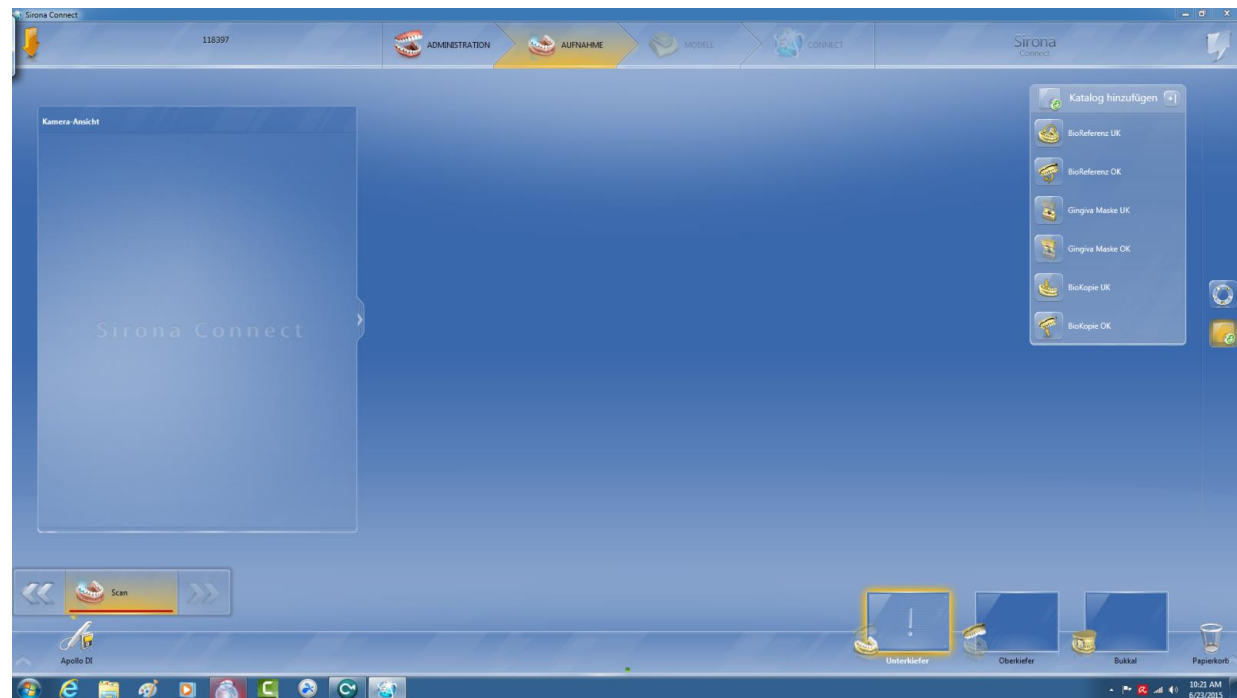 Sirona Connect
118397
ADMINISTRATION
AUFNAHME
MODELL
CONNECT
Sirona
Connect
Kamera-Ansicht
Sirona Connect
Katalog hinzufügen
BioReferenz UK
BioReferenz OK
Gingiva Maske UK
Gingiva Maske OK
BioKopie UK
BioKopie OK
Scan
Apollo DI
!
Unterkiefer
Oberkiefer
Bukkal
Papierkorb
10:21 AM
6/23/2015